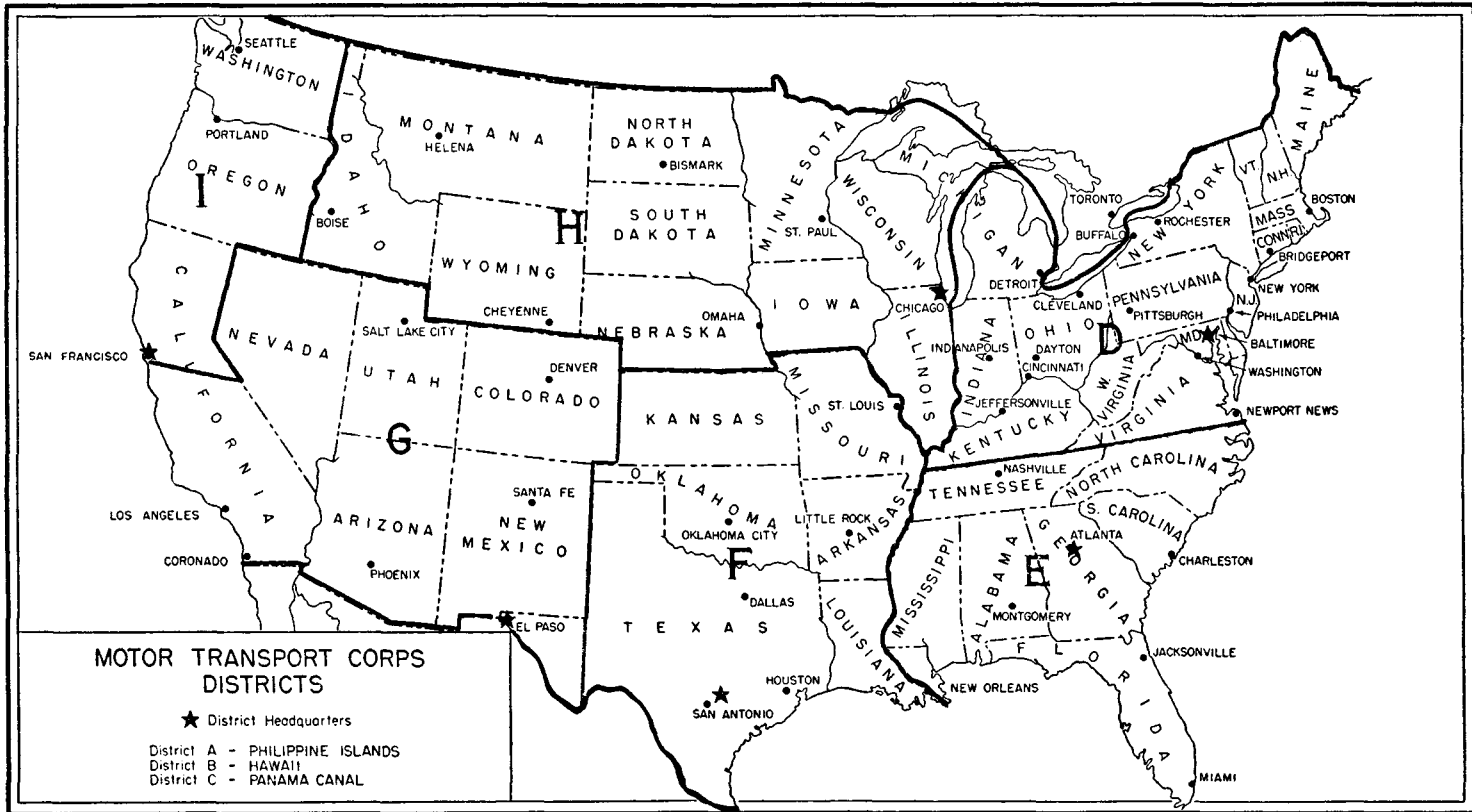 SEATTLE
WASHINGTON
PORTLAND
OREGON
I
IDAHO
BOISE
MONTANA
HELENA
NORTH
DAKOTA
BISMARK
SOUTH
DAKOTA
H
WYOMING
CHEYENNE
NEBRASKA
OMAHA
MINNESOTA
ST. PAUL
WISCONSIN
MICHIGAN
IOWA
CHICAGO
ILLINOIS
DETROIT
TORONTO
BUFFALO
ROCHESTER
NEW YORK
VT.
N.H.
MAINE
MASS
BOSTON
CONN.
R.I.
BRIDGEPORT
NEW YORK
CLEVELAND
PENNSYLVANIA
N.J.
PITTSBURGH
PHILADELPHIA
OHIO
D
MD.
BALTIMORE
WASHINGTON
INDIANA
INDIANAPOLIS
DAYTON
CINCINNATI
W.
VIRGINIA
VIRGINIA
NEWPORT NEWS
JEFFERSONVILLE
KENTUCKY
CALIFORNIA
SAN FRANCISCO
NEVADA
SALT LAKE CITY
UTAH
DENVER
COLORADO
G
KANSAS
ST. LOUIS
MISSOURI
LOS ANGELES
CORONADO
ARIZONA
PHOENIX
SANTA FE
NEW
MEXICO
OKLAHOMA
OKLAHOMA CITY
LITTLE ROCK
ARKANSAS
NASHVILLE
TENNESSEE
NORTH CAROLINA
S. CAROLINA
CHARLESTON
ATLANTA
GEORGIA
E
ALABAMA
MONTGOMERY
MISSISSIPPI
F
DALLAS
TEXAS
EL PASO
LOUISIANA
HOUSTON
SAN ANTONIO
NEW ORLEANS
FLORIDA
JACKSONVILLE
MIAMI
MOTOR TRANSPORT CORPS
DISTRICTS
★ District Headquarters
District A - PHILIPPINE ISLANDS
District B - HAWAII
District C - PANAMA CANAL